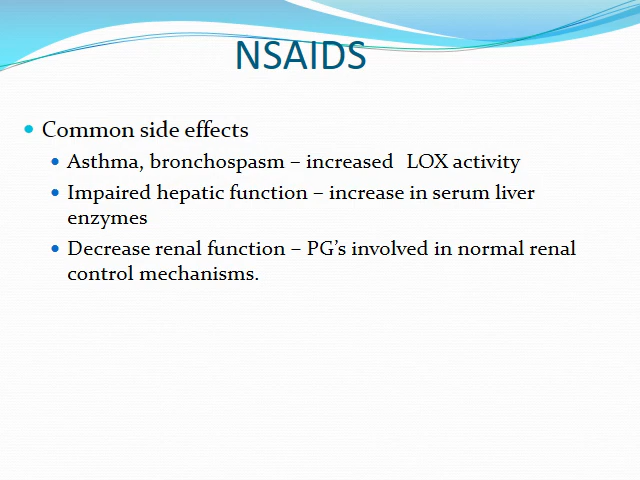 NSAIDS
Common side effects
Asthma, bronchospasm – increased LOX activity
Impaired hepatic function – increase in serum liver
enzymes
Decrease renal function – PG's involved in normal renal
control mechanisms.